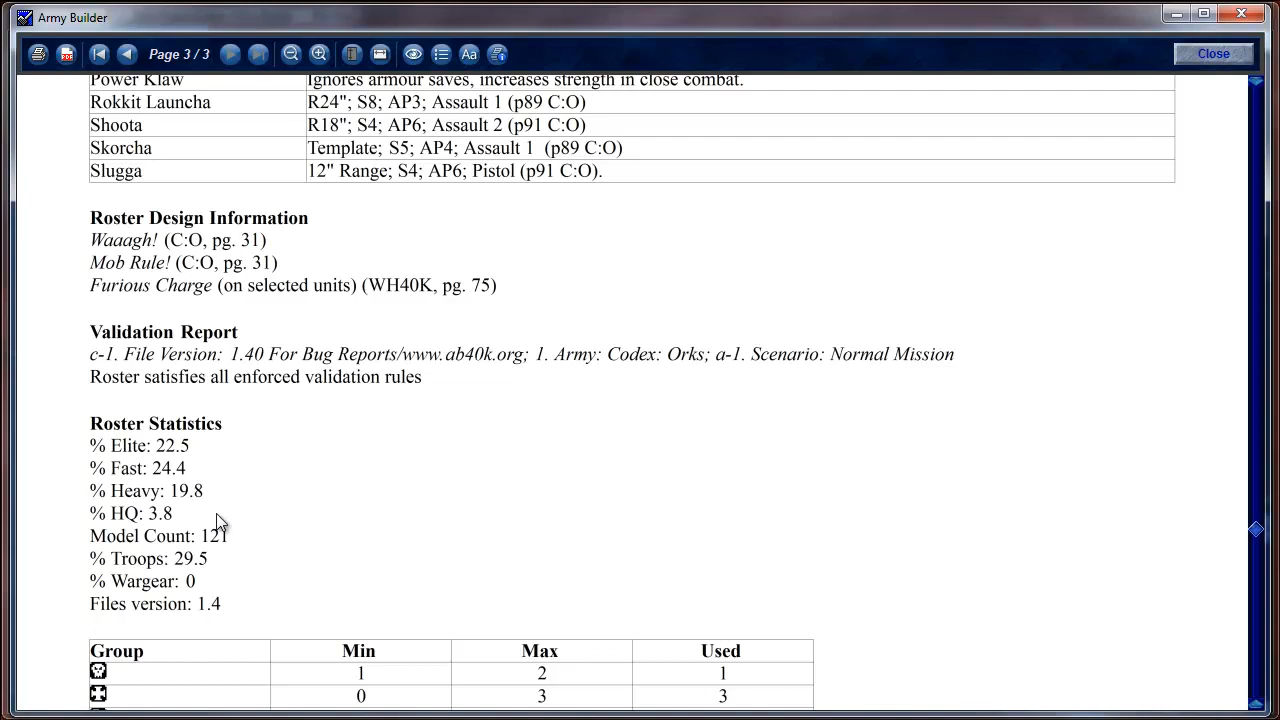 Army Builder
Page 3 / 3
Aa
Close
Power Klaw Ignores armour saves, increases strength in close combat.
Rokkit Launcha R24"; S8; AP3; Assault 1 (p89 C:O)
Shoota R18"; S4; AP6; Assault 2 (p91 C:O)
Skorcha Template; S5; AP4; Assault 1 (p89 C:O)
Slugga 12" Range; S4; AP6; Pistol (p91 C:O).
Roster Design Information
Waaagh! (C:O, pg. 31)
Mob Rule! (C:O, pg. 31)
Furious Charge (on selected units) (WH40K, pg. 75)
Validation Report
c-1. File Version: 1.40 For Bug Reports/www.ab40k.org; 1. Army: Codex: Orks; a-1. Scenario: Normal Mission
Roster satisfies all enforced validation rules
Roster Statistics
% Elite: 22.5
% Fast: 24.4
% Heavy: 19.8
% HQ: 3.8
Model Count: 121
% Troops: 29.5
% Wargear: 0
Files version: 1.4
Group Min Max Used
1 2 1
0 3 3